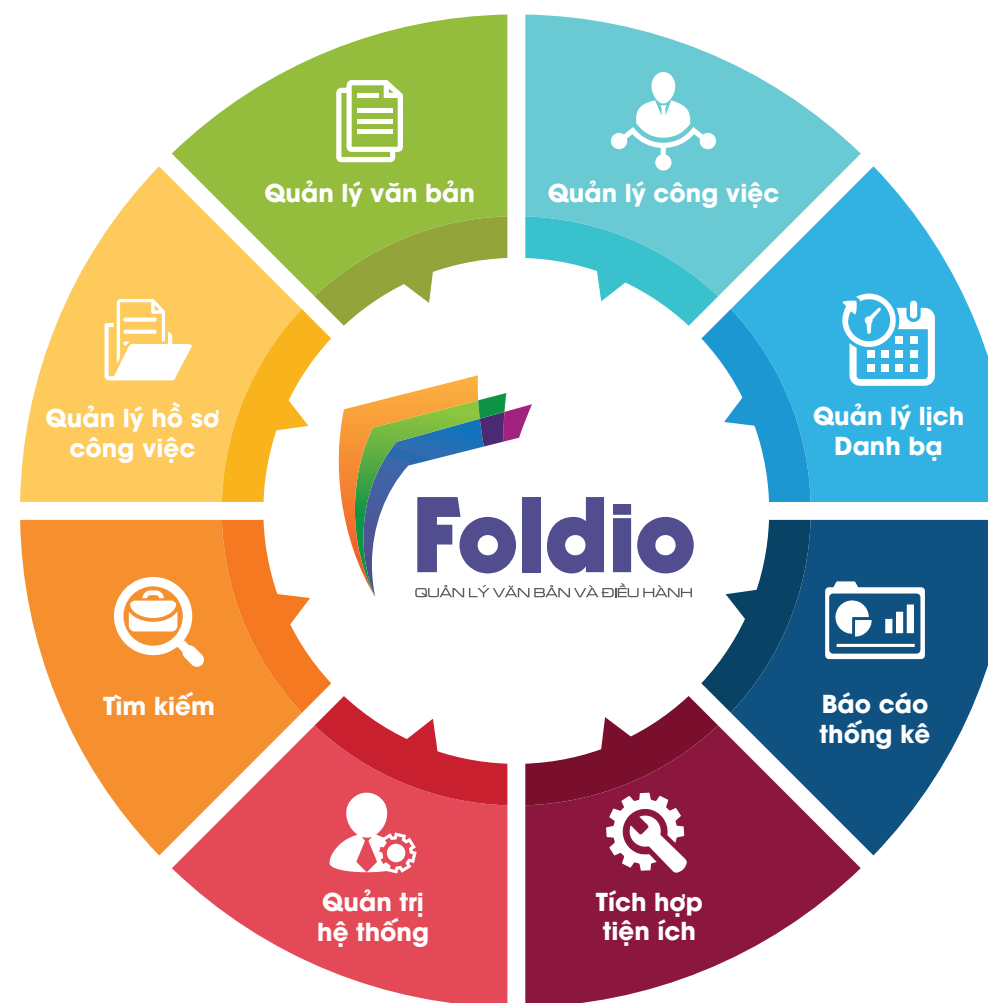 Quản lý văn bản
Quản lý công việc
Quản lý hồ sơ
công việc
Quản lý lịch
Danh bạ
Foldio
QUẢN LÝ VĂN BẢN VÀ ĐIỀU HÀNH
Tìm kiếm
Báo cáo
thống kê
Quản trị
hệ thống
Tích hợp
tiện ích